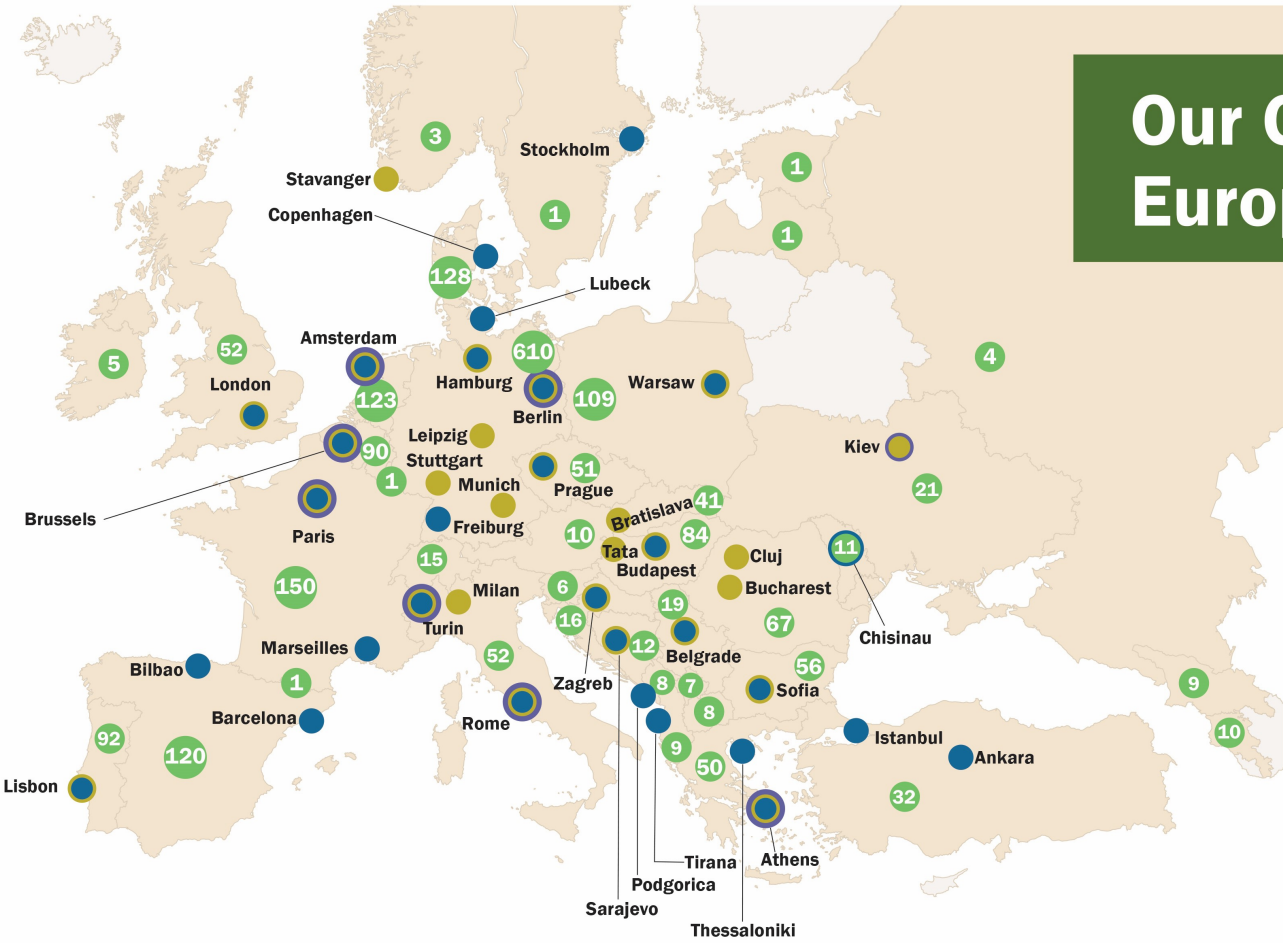 Our
Euro
3
Stockholm
1
Stavanger
Copenhagen
1
1
128
Lubeck
Amsterdam
5
52
610
4
London
Hamburg
Warsaw
123
Berlin
109
Leipzig
Kiev
90
Stuttgart
1
Munich
51
Prague
21
Brussels
Paris
Freiburg
Bratislava
41
10
84
11
15
Tata
Budapest
Cluj
150
6
Bucharest
Milan
19
16
67
Turin
Chisinau
Marseilles
12
Belgrade
52
56
Bilbao
1
Zagreb
8
7
Sofia
9
Barcelona
Rome
8
92
10
120
9
Istanbul
50
Ankara
Lisbon
32
Tirana
Athens
Podgorica
Sarajevo
Thessaloniki